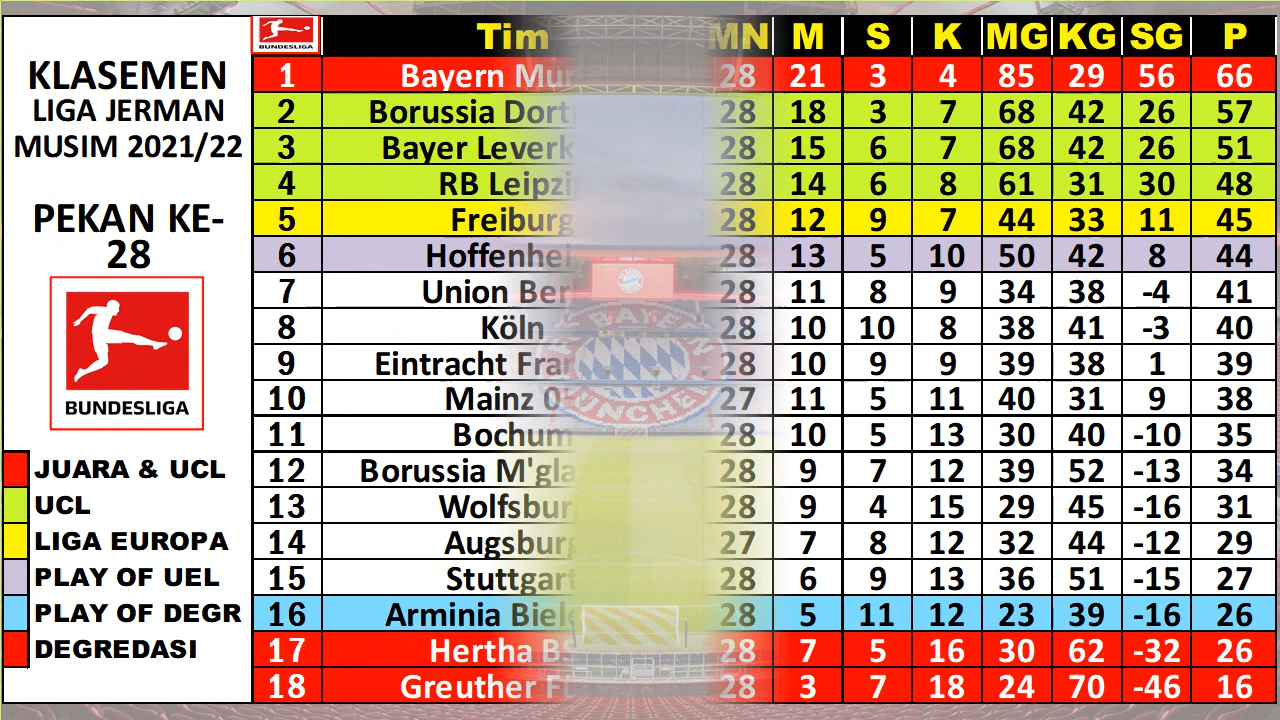 KLASEMEN
LIGA JERMAN
MUSIM 2021/22
PEKAN KE-
28
BUNDESLIGA
JUARA & UCL
UCL
LIGA EUROPA
PLAY OF UEL
PLAY OF DEGR
DEGREDASI
BUNDESLIGA Tim MN M S K MG KG SG P
1 Bayern 28 21 3 4 85 29 56 66
2 Borussia 28 18 3 7 68 42 26 57
3 Bayer 28 15 6 7 68 42 26 51
4 RB 28 14 6 8 61 31 30 48
5 Freiburg 28 12 9 7 44 33 11 45
6 28 13 5 10 50 42 8 44
7 Union 28 11 8 9 34 38 -4 41
8 Köln 28 10 10 8 38 41 -3 40
9 Eintracht 28 10 9 9 39 38 1 39
10 Mainz 27 11 5 11 40 31 9 38
11 Bochum 28 10 5 13 30 40 -10 35
12 Borussia 28 9 7 12 39 52 -13 34
13 28 9 4 15 29 45 -16 31
14 Augsburg 27 7 8 12 32 44 -12 29
15 Stuttgart 28 6 9 13 36 51 -15 27
16 Arminia 28 5 11 12 23 39 -16 26
17 Hertha 28 7 5 16 30 62 -32 26
18 Greuther 28 3 7 18 24 70 -46 16
BAYERN
MÜNCHEN